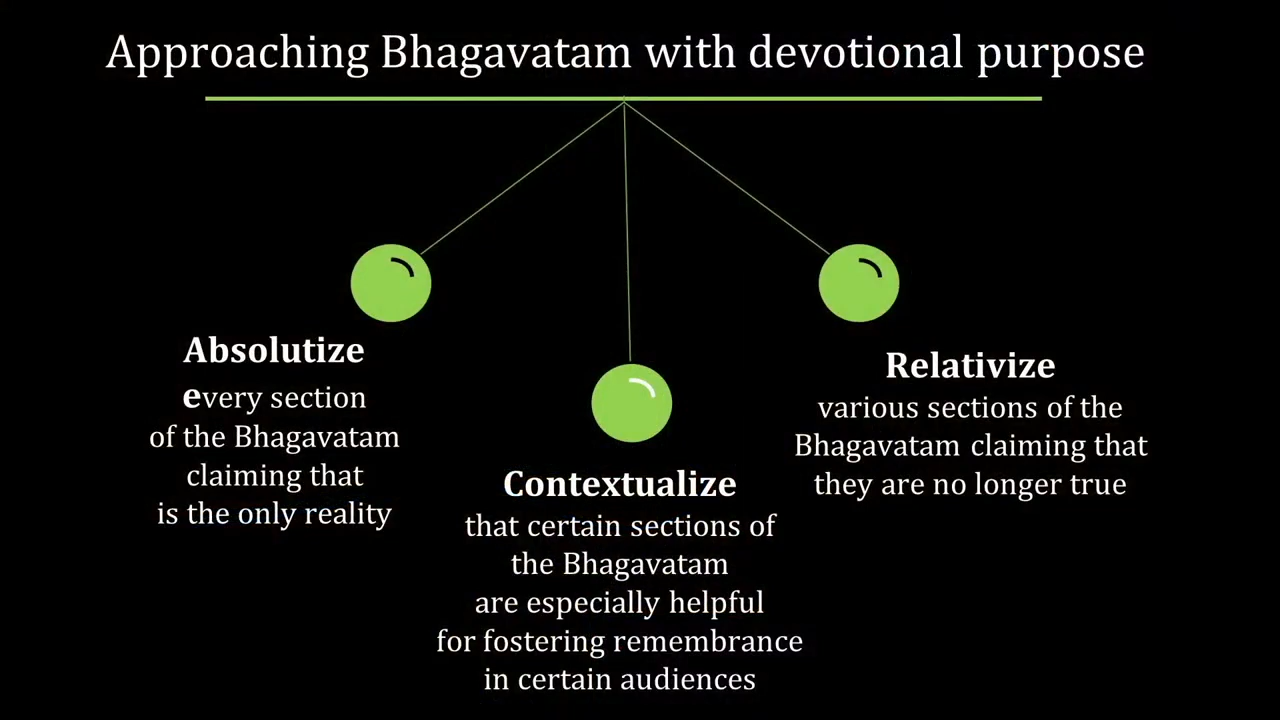 Approaching Bhagavatam with devotional purpose
Absolutize
every section
of the Bhagavatam
claiming that
is the only reality
Contextualize
that certain sections of
the Bhagavatam
are especially helpful
for fostering remembrance
in certain audiences
Relativize
various sections of the
Bhagavatam claiming that
they are no longer true